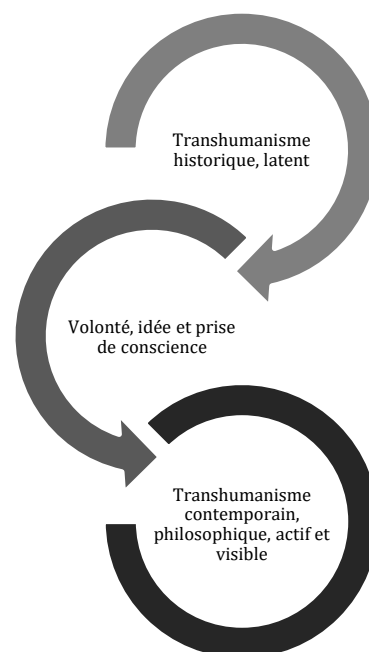 Transhumanisme
historique, latent
Volonté, idée et prise
de conscience
Transhumanisme
contemporain,
philosophique, actif et
visible